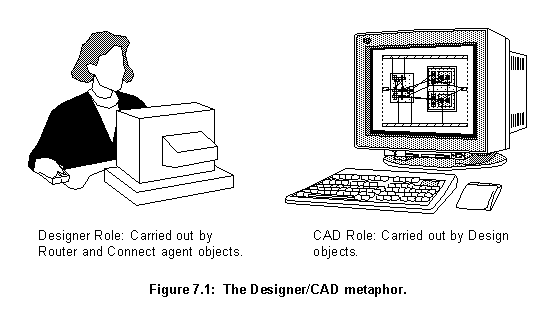 Designer Role: Carried out by
Router and Connect agent objects.
CAD Role: Carried out by Design
objects.
Figure 7.1: The Designer/CAD metaphor.